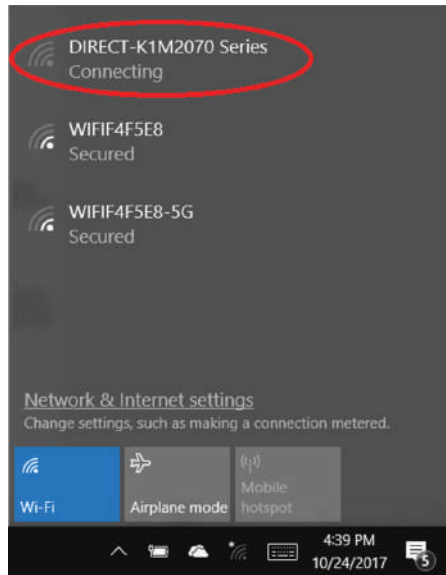 DIRECT-K1M2070 Series
Connecting
WIFIF4F5E8
Secured
WIFIF4F5E8-5G
Secured
Network & Internet settings
Change settings, such as making a connection metered.
Wi-Fi
Airplane mode
Mobile
hotspot
4:39 PM
10/24/2017
5